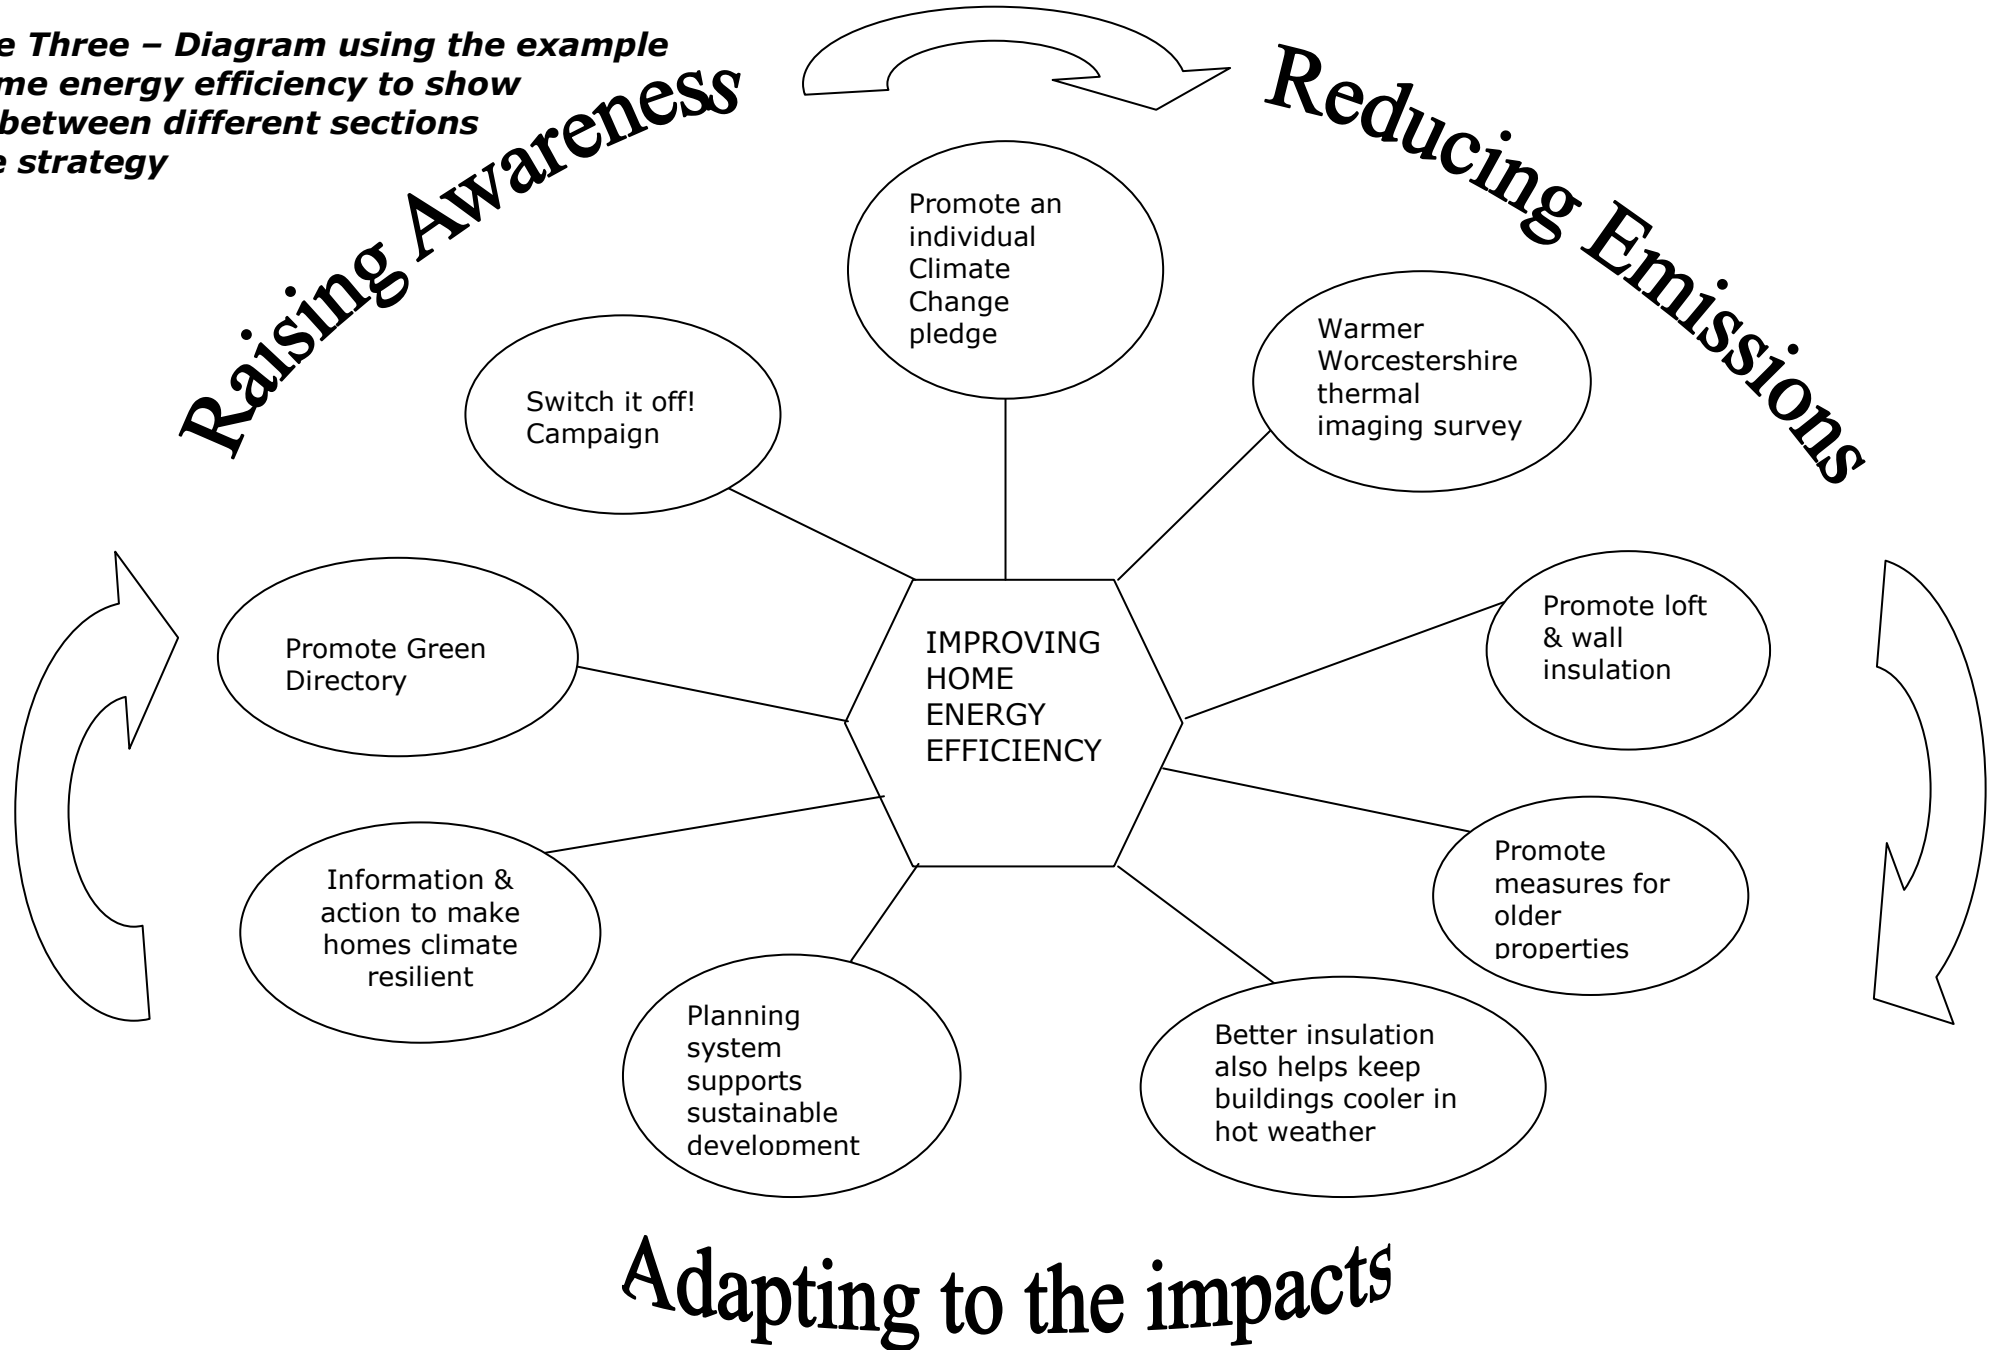 e Three – Diagram using the example
me energy efficiency to show
between different sections
e strategy
Raising Awareness
Reducing Emissions
Promote an
individual
Climate
Change
pledge
Warmer
Worcestershire
thermal
imaging survey
Switch it off!
Campaign
Promote loft
& wall
insulation
Promote Green
Directory
IMPROVING
HOME
ENERGY
EFFICIENCY
Promote
measures for
older
properties
Information &
action to make
homes climate
resilient
Planning
system
supports
sustainable
development
Better insulation
also helps keep
buildings cooler in
hot weather
Adapting to the impacts